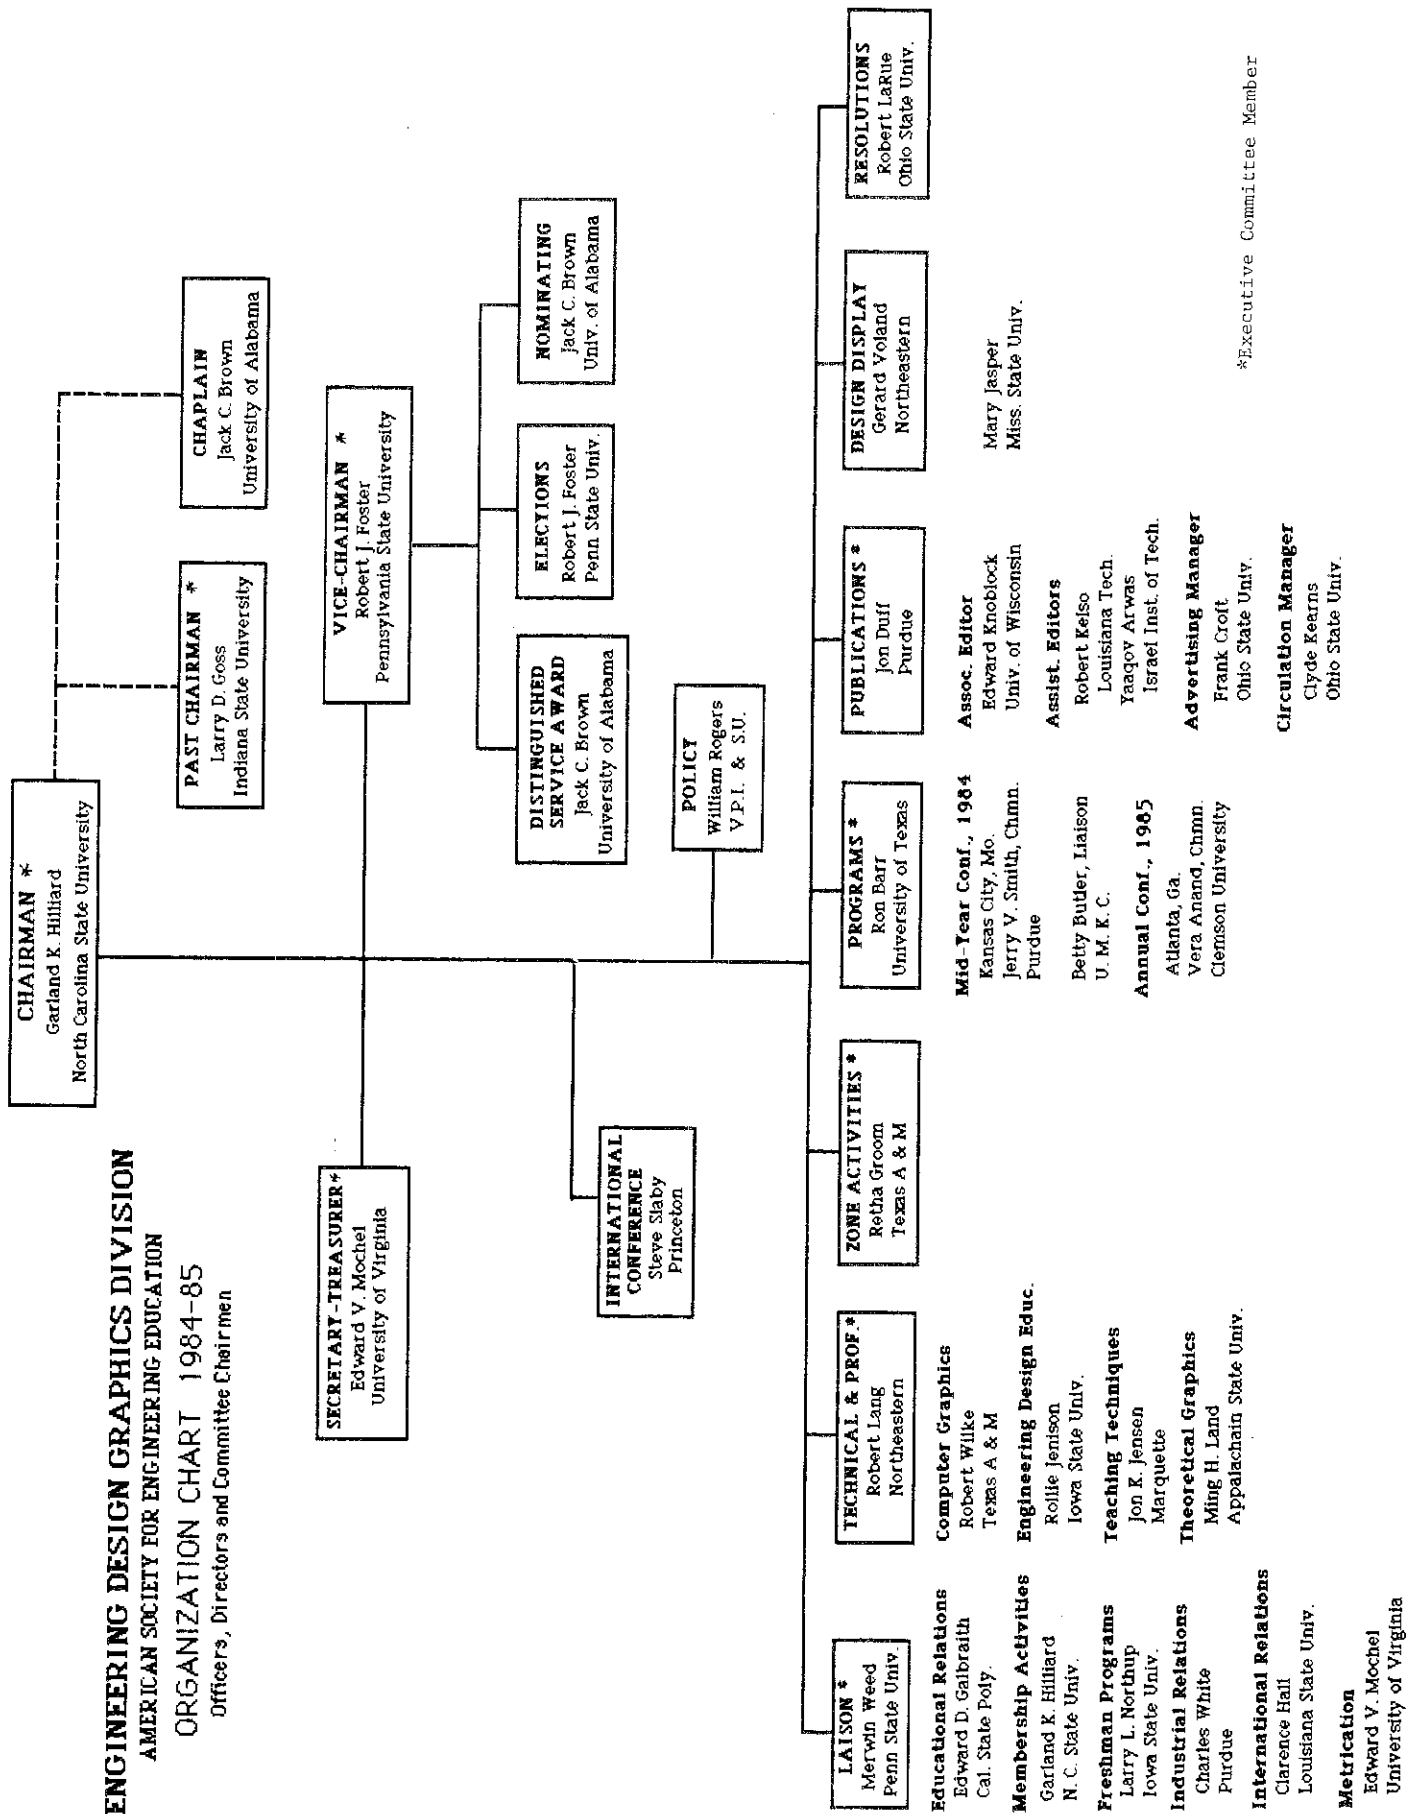 ENGINEERING DESIGN GRAPHICS DIVISION
AMERICAN SOCIETY FOR ENGINEERING EDUCATION
ORGANIZATION CHART 1984-85
Officers, Directors and Committee Chairmen
CHAIRMAN *
Garland K. Hilliard
North Carolina State University
PAST CHAIRMAN *
Larry D. Goss
Indiana State University
CHAPLAIN
Jack C. Brown
University of Alabama
SECRETARY-TREASURER*
Edward V. Mochel
University of Virginia
VICE-CHAIRMAN *
Robert J. Foster
Pennsylvania State University
DISTINGUISHED
SERVICE AWARD
Jack C. Brown
University of Alabama
ELECTIONS
Robert J. Foster
Penn State Univ.
NOMINATING
Jack C. Brown
Univ. of Alabama
INTERNATIONAL
CONFERENCE
Steve Slaby
Princeton
POLICY
William Rogers
V.P.I. & S.U.
LAISON *
Merwin Weed
Penn State Univ.
Educational Relations
Edward D. Galbraith
Cal. State Poly.
Membership Activities
Garland K. Hilliard
N. C. State Univ.
Freshman Programs
Larry L. Northup
Iowa State Univ.
Industrial Relations
Charles White
Purdue
International Relations
Clarence Hall
Louisiana State Univ.
Metrication
Edward V. Mochel
University of Virginia
TECHNICAL & PROF.*
Robert Lang
Northeastern
Computer Graphics
Robert Wilke
Texas A & M
Engineering Design Educ.
Rollie Jenison
Iowa State Univ.
Teaching Techniques
Jon K. Jensen
Marquette
Theoretical Graphics
Ming H. Land
Appalachain State Univ.
ZONE ACTIVITIES *
Retha Groom
Texas A & M
PROGRAMS *
Ron Barr
University of Texas
Mid-Year Conf., 1984
Kansas City, Mo.
Jerry V. Smith, Chmn.
Purdue
Betty Butler, Liaison
U. M. K. C.
Annual Conf., 1985
Atlanta, Ga.
Vera Anand, Chmn.
Clemson University
PUBLICATIONS *
Jon Duff
Purdue
Assoc. Editor
Edward Knoblock
Univ. of Wisconsin
Assist. Editors
Robert Kelso
Louisiana Tech.
Yaaqov Arwas
Israel Inst. of Tech.
Advertising Manager
Frank Croft
Ohio State Univ.
Circulation Manager
Clyde Kearns
Ohio State Univ.
DESIGN DISPLAY
Gerard Voland
Northeastern
Mary Jasper
Miss. State Univ.
RESOLUTIONS
Robert LaRue
Ohio State Univ.
*Executive Committee Member